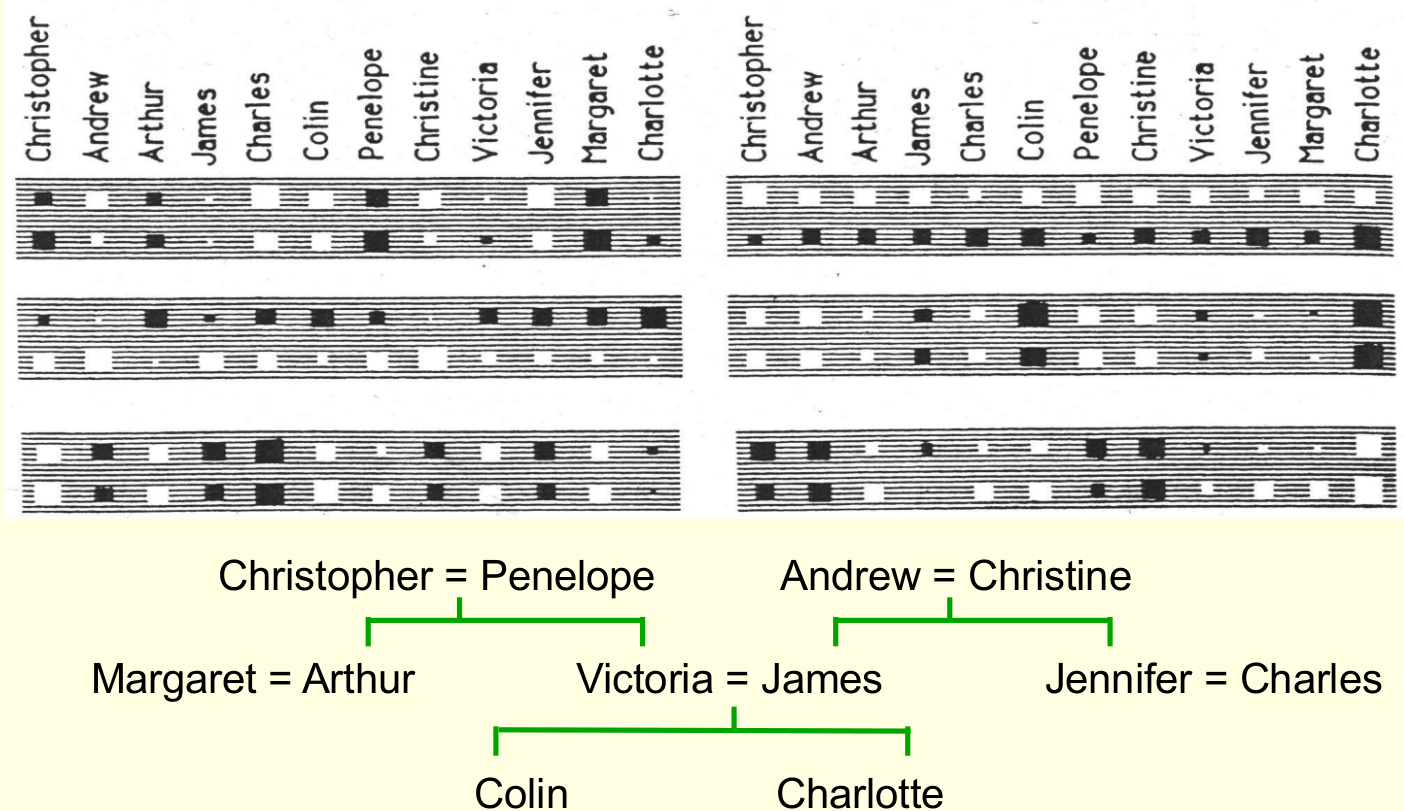 Christopher Andrew Arthur James Charles Colin Penelope Christine Victoria Jennifer Margaret Charlotte
Christopher Andrew Arthur James Charles Colin Penelope Christine Victoria Jennifer Margaret Charlotte
Christopher = Penelope Andrew = Christine
Margaret = Arthur Victoria = James Jennifer = Charles
Colin Charlotte